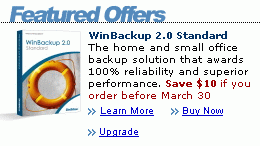 Featured Offers
WinBackup 2.0 Standard
The home and small office
backup solution that awards
100% reliability and superior
performance. Save $10 if you
order before March 30
Learn More
Buy Now
Upgrade
WinBackup 2.0
Standard